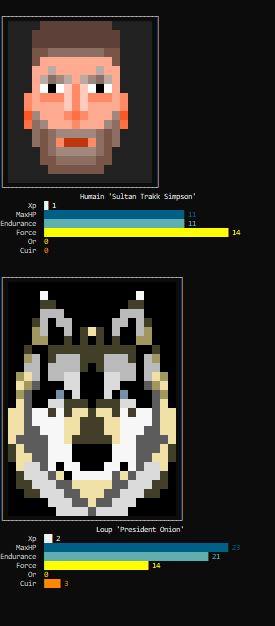 Humain 'Sultan Trakk Simpson'
Xp 1
MaxHP 11
Endurance 11
Force 14
Or 0
Cuir 0
Loup 'President Onion'
Xp 2
MaxHP 23
Endurance 21
Force 14
Or 0
Cuir 3